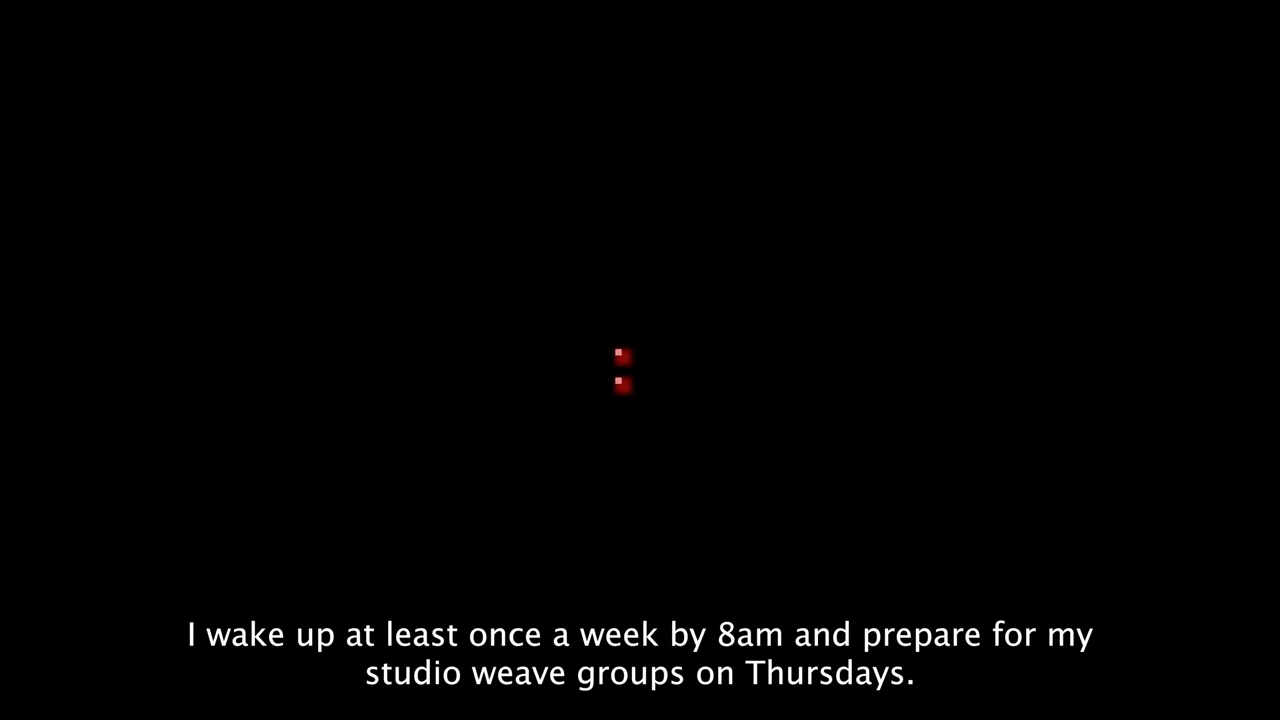 I wake up at least once a week by 8am and prepare for my
studio weave groups on Thursdays.